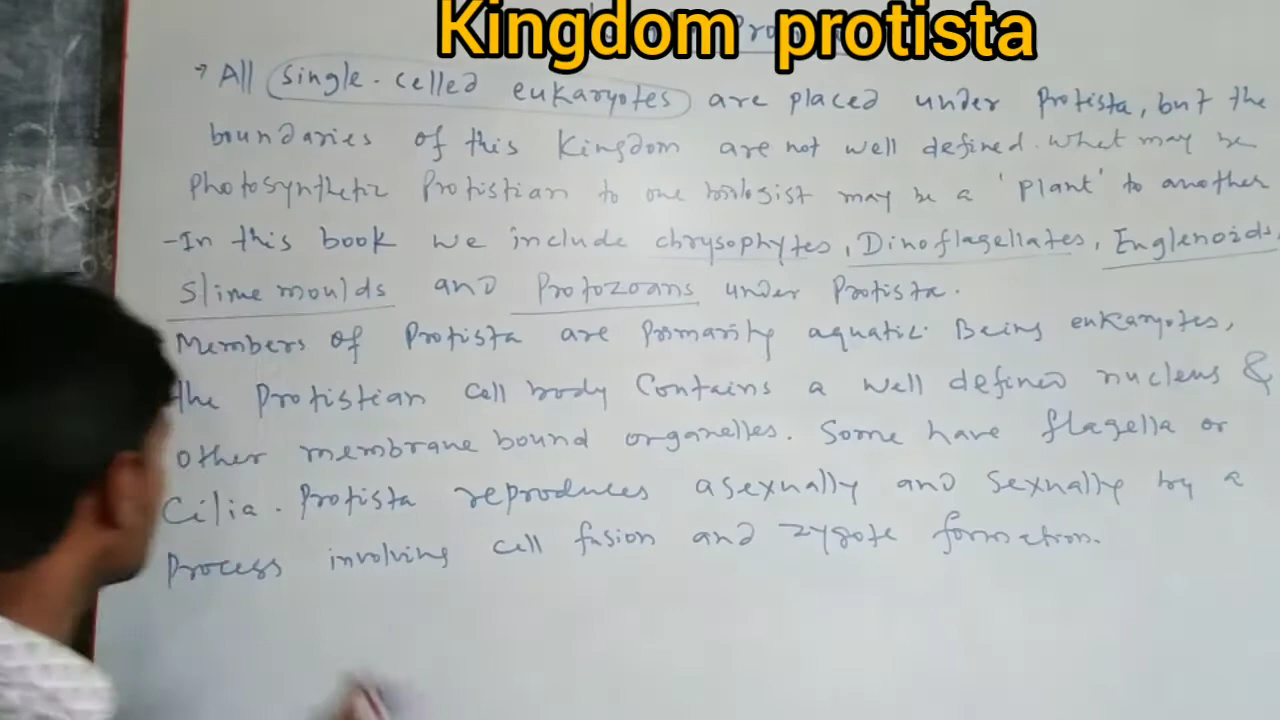 Kingdom protista
→ All single-celled eukaryotes are placed under Protista, but the
boundaries of this Kingdom are not well defined. what may be
Photosynthetic Protistian to one biologist may be a 'plant' to another
-In this book we include chrysophytes, Dinoflagellates, Euglenoids,
Slime moulds and Protozoans under Protista.
Members of Protista are Primarity aquatic. Being eukaryotes,
the Protistian cell body Contains a well defined nucleus &
other membrane bound organelles. Some have flagella or
Cilia. Protista reproduces asexually and Sexually by a
Process involving cell fusion and zygote formation.